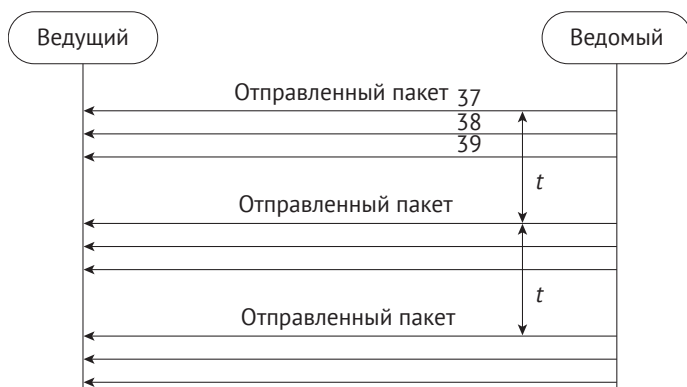 Ведущий
Ведомый
Отправленный пакет 37
38
39
t
Отправленный пакет
t
Отправленный пакет